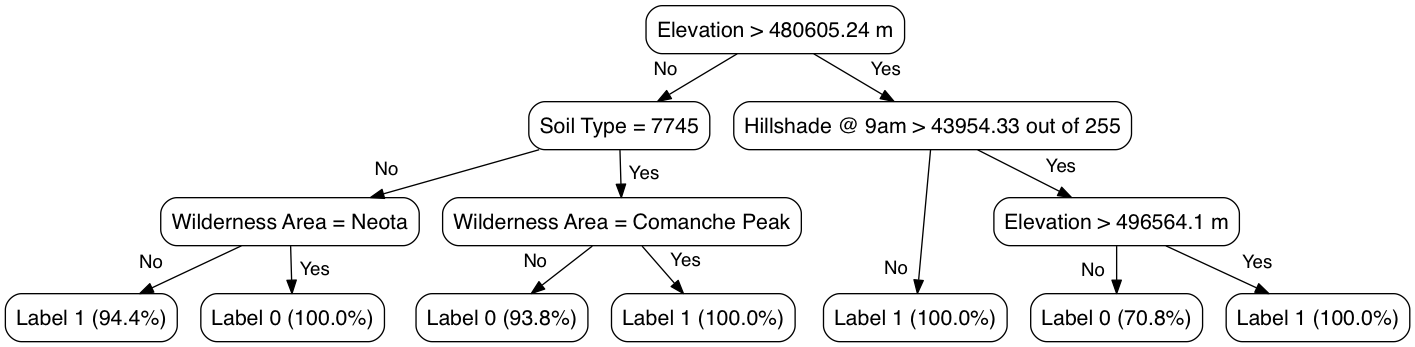 Elevation > 480605.24 m
No
Yes
Soil Type = 7745
Hillshade @ 9am > 43954.33 out of 255
No
Yes
Yes
Wilderness Area = Neota
Wilderness Area = Comanche Peak
Elevation > 496564.1 m
No
Yes
No
Yes
No
No
Yes
Label 1 (94.4%)
Label 0 (100.0%)
Label 0 (93.8%)
Label 1 (100.0%)
Label 1 (100.0%)
Label 0 (70.8%)
Label 1 (100.0%)